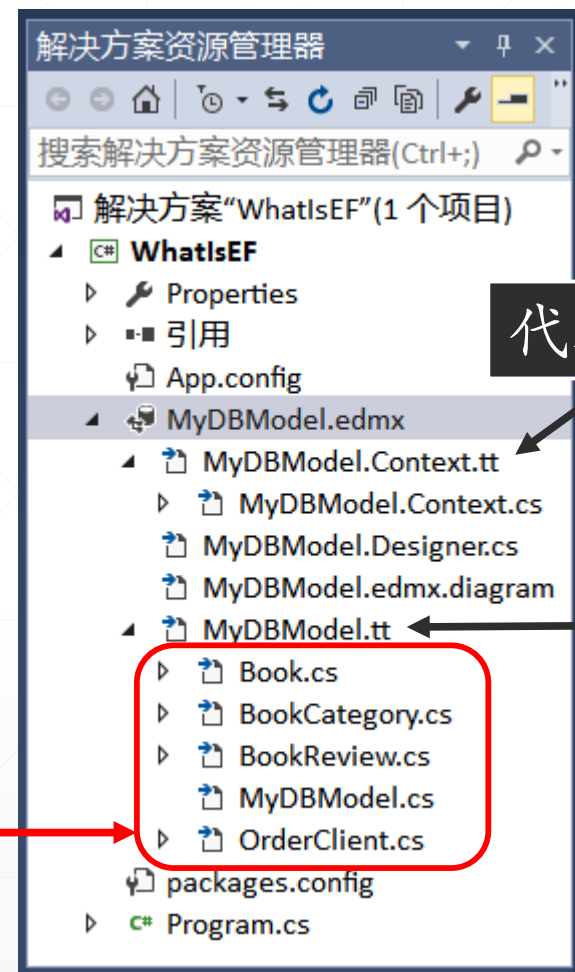 解决方案资源管理器
搜索解决方案资源管理器(Ctrl+;)
解决方案“WhatIsEF”(1 个项目)
C# WhatIsEF
Properties
引用
代
App.config
MyDBModel.edmx
MyDBModel.Context.tt
MyDBModel.Context.cs
MyDBModel.Designer.cs
MyDBModel.edmx.diagram
MyDBModel.tt
Book.cs
BookCategory.cs
BookReview.cs
MyDBModel.cs
OrderClient.cs
packages.config
C# Program.cs